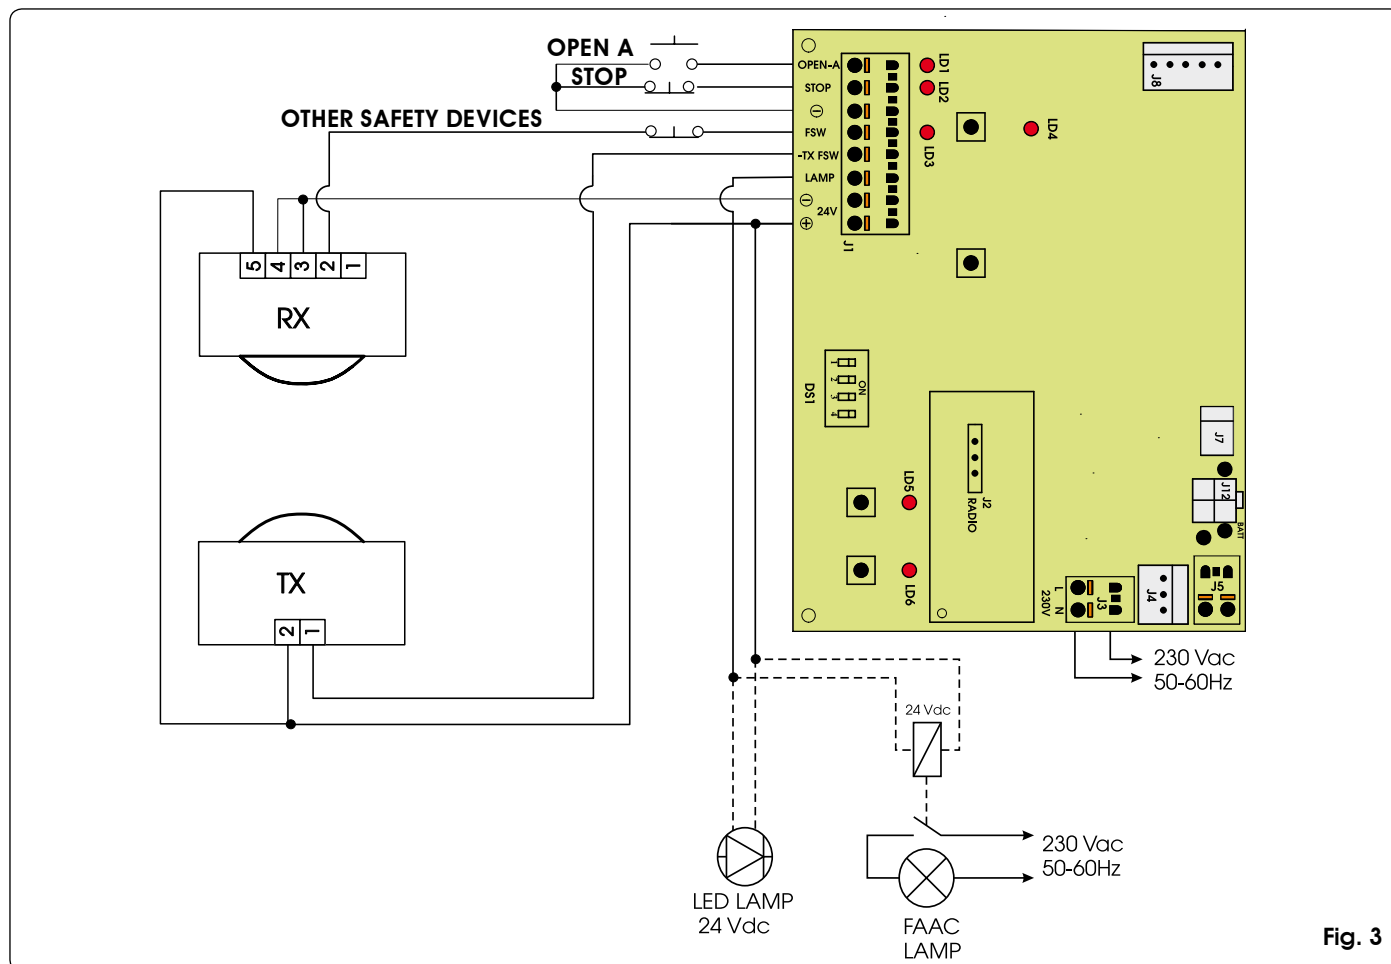 OPEN A
STOP
OTHER SAFETY DEVICES
OPEN-A
STOP
⊖
FSW
-TX FSW
LAMP
⊖
24V
⊕
J1
LD1
LD2
LD3
LD4
J8
5 4 3 2 1
RX
TX
2 1
DS1
1 2 3 4
ON
LD5
LD6
J2
RADIO
J7
J12
BATT
L
N
230V
J3
J4
J5
230 Vac
50-60Hz
24 Vdc
230 Vac
50-60Hz
LED LAMP
24 Vdc
FAAC
LAMP
Fig. 3